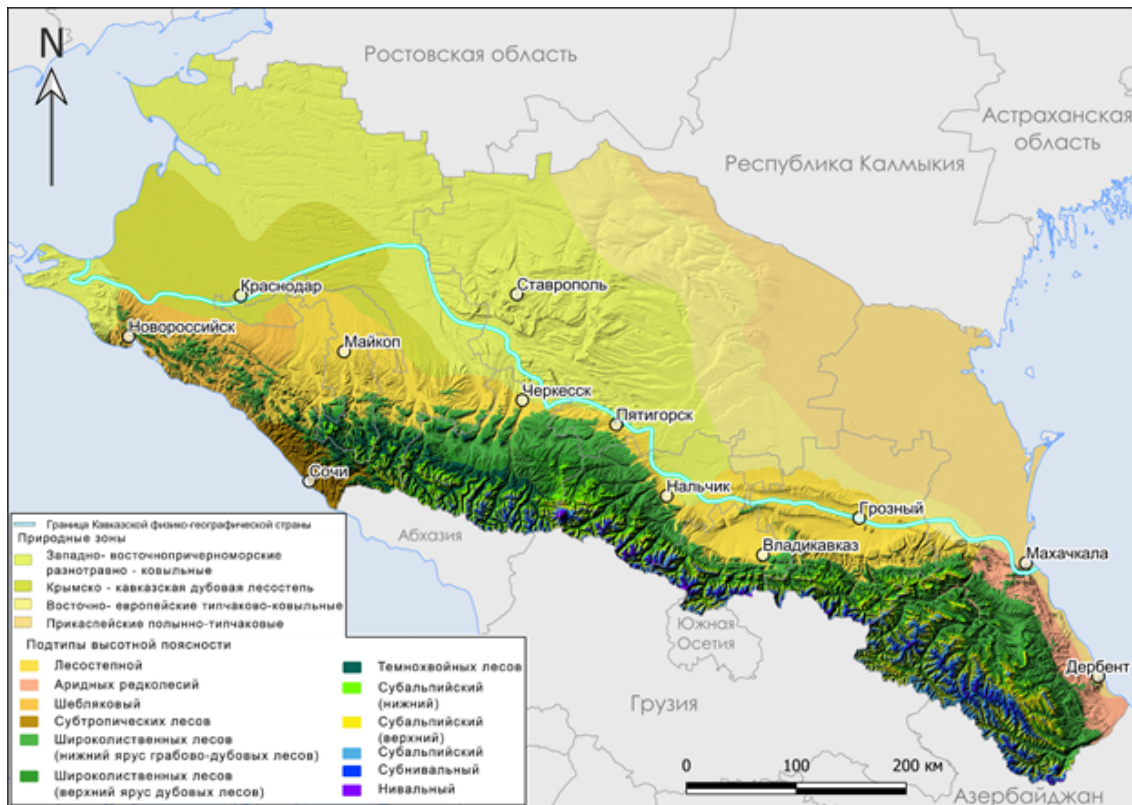 N
Ростовская область
Астраханская
область
Республика Калмыкия
Краснодар
Ставрополь
Новороссийск
Майкоп
Черкесск
Пятигорск
Сочи
Нальчик
Грозный
Абхазия
Владикавказ
Махачкала
Южная
Осетия
Дербент
Грузия
Азербайджан
0 100 200 км
Граница Кавказской физико-географической страны
Природные зоны
Западно- восточнопричерноморские
разнотравно - ковыльные
Крымско - кавказская дубовая лесостепь
Восточно- европейские типчаково-ковыльные
Прикаспейские полынно-типчаковые
Подтипы высотной поясности
Лесостепной
Аридных редколесий
Шебляковый
Субтропических лесов
Широколиственных лесов
(нижний ярус грабово-дубовых лесов)
Широколиственных лесов
(верхний ярус дубовых лесов)
Темнохвойных лесов
Субальпийский
(нижний)
Субальпийский
(верхний)
Субальпийский
Субнивальный
Нивальный